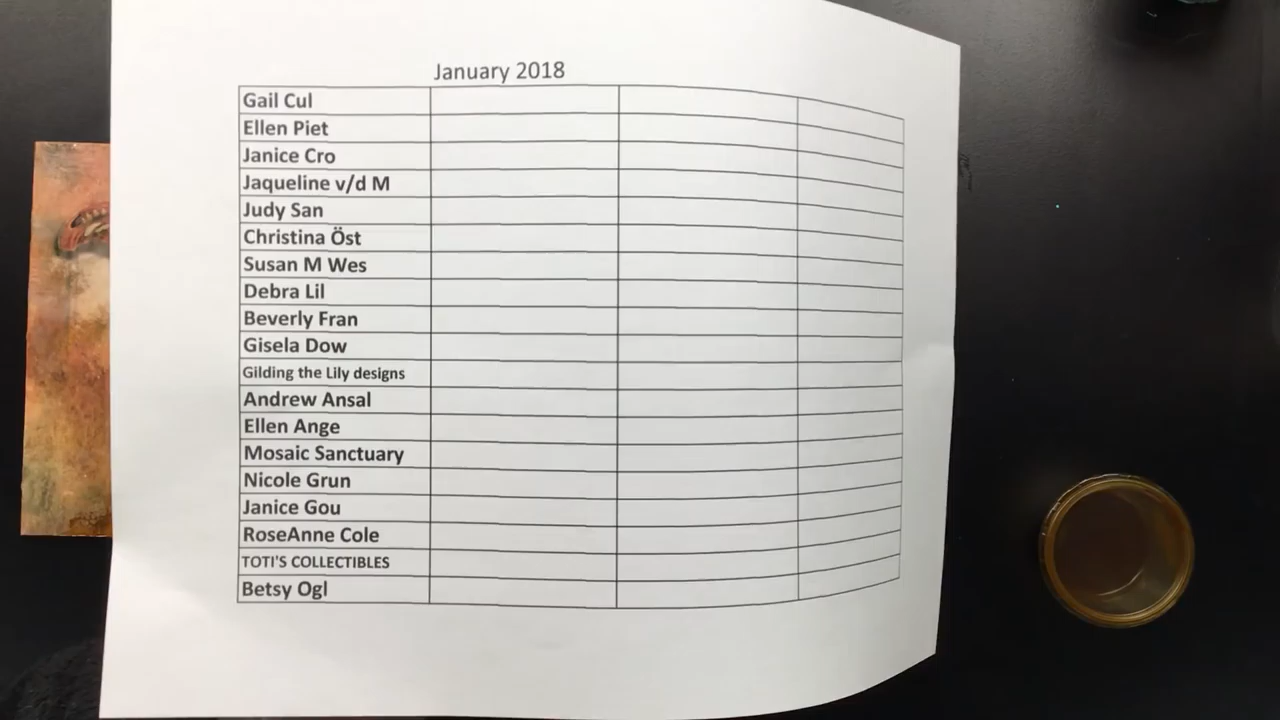 January 2018
Gail Cul
Ellen Piet
Janice Cro
Jaqueline v/d M
Judy San
Christina Öst
Susan M Wes
Debra Lil
Beverly Fran
Gisela Dow
Gilding the Lily designs
Andrew Ansal
Ellen Ange
Mosaic Sanctuary
Nicole Grun
Janice Gou
RoseAnne Cole
TOTI'S COLLECTIBLES
Betsy Ogl